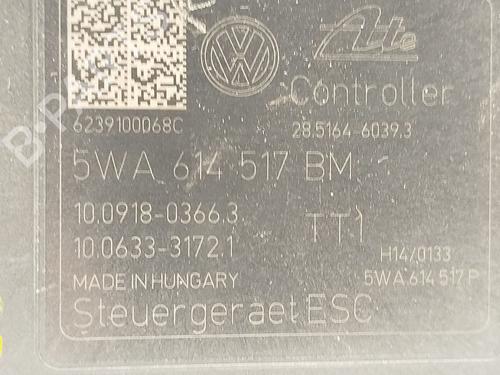 Ate
Controller
6239100068C
28.5164-6039.3
5WA 614 517 BM
10.0918-0366.3
TT1
10.0633-3172.1
H14/0133
MADE IN HUNGARY
5WA 614 517 P
Steuergeraet ESC